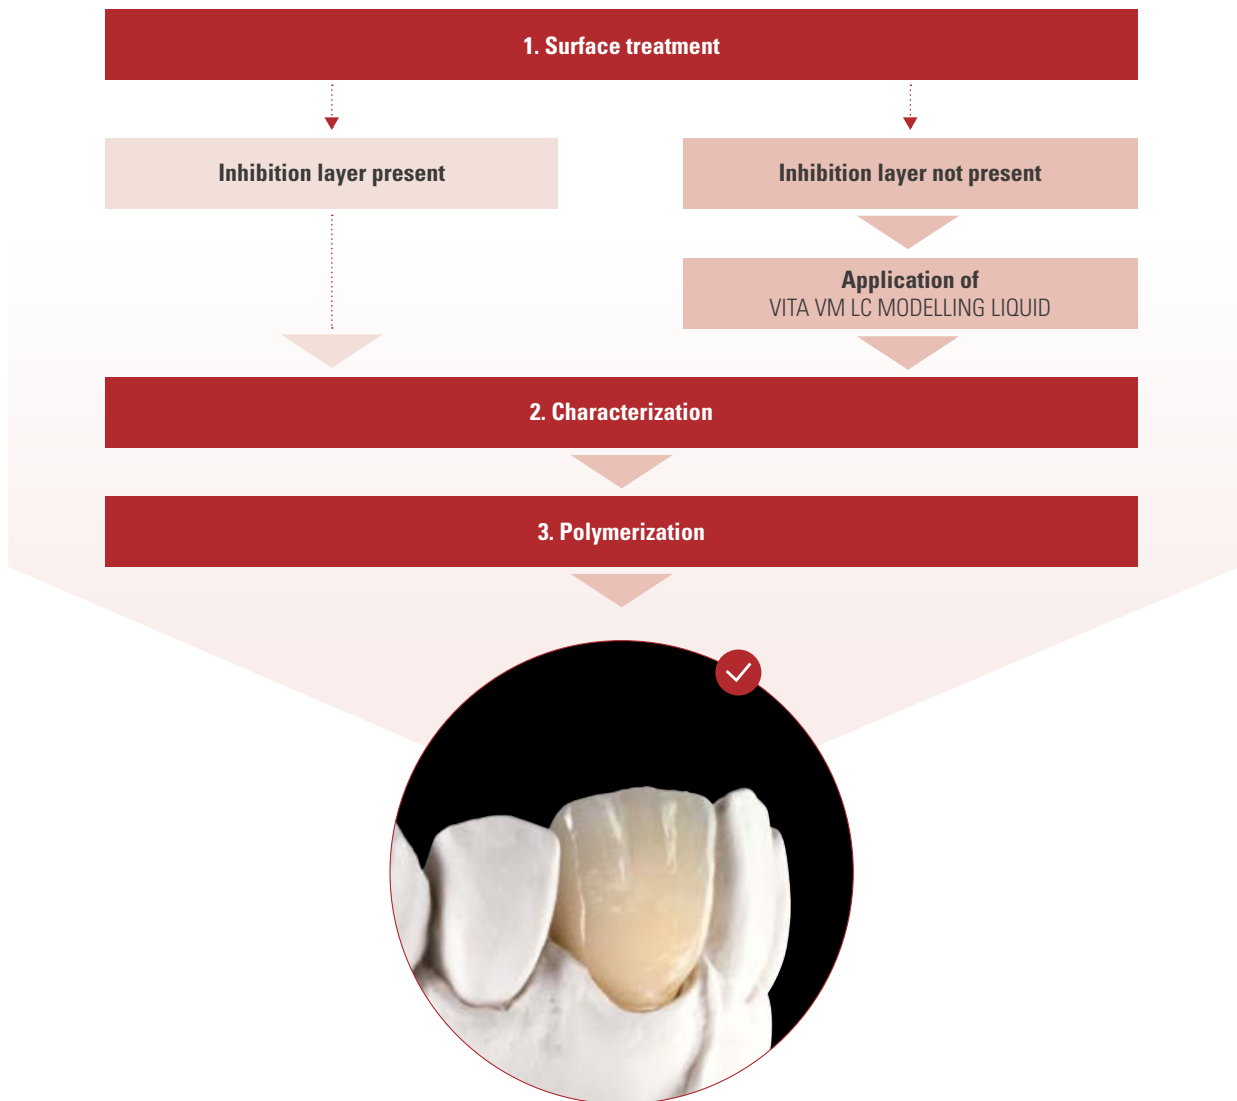 1. Surface treatment
Inhibition layer present
Inhibition layer not present
Application of
VITA VM LC MODELLING LIQUID
2. Characterization
3. Polymerization